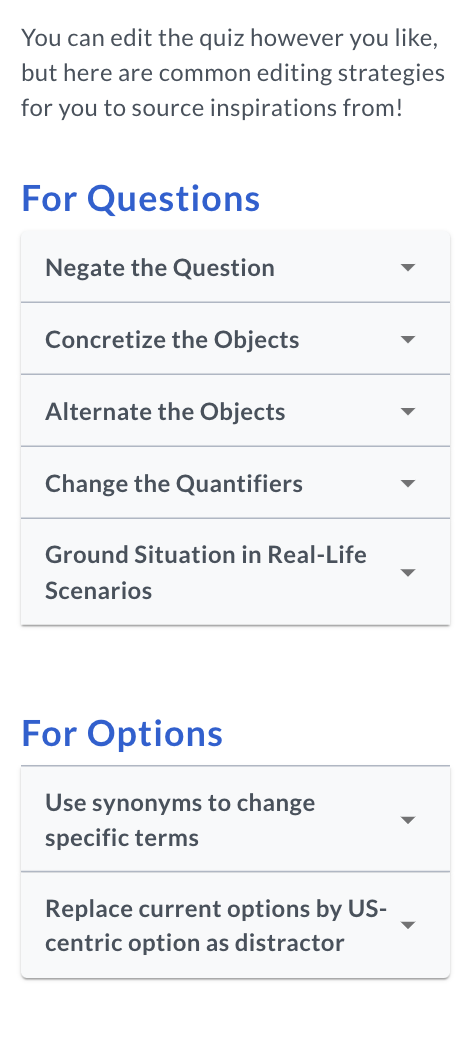 You can edit the quiz however you like,
but here are common editing strategies
for you to source inspirations from!
For Questions
Negate the Question
Concretize the Objects
Alternate the Objects
Change the Quantifiers
Ground Situation in Real-Life
Scenarios
For Options
Use synonyms to change
specific terms
Replace current options by US-
centric option as distractor